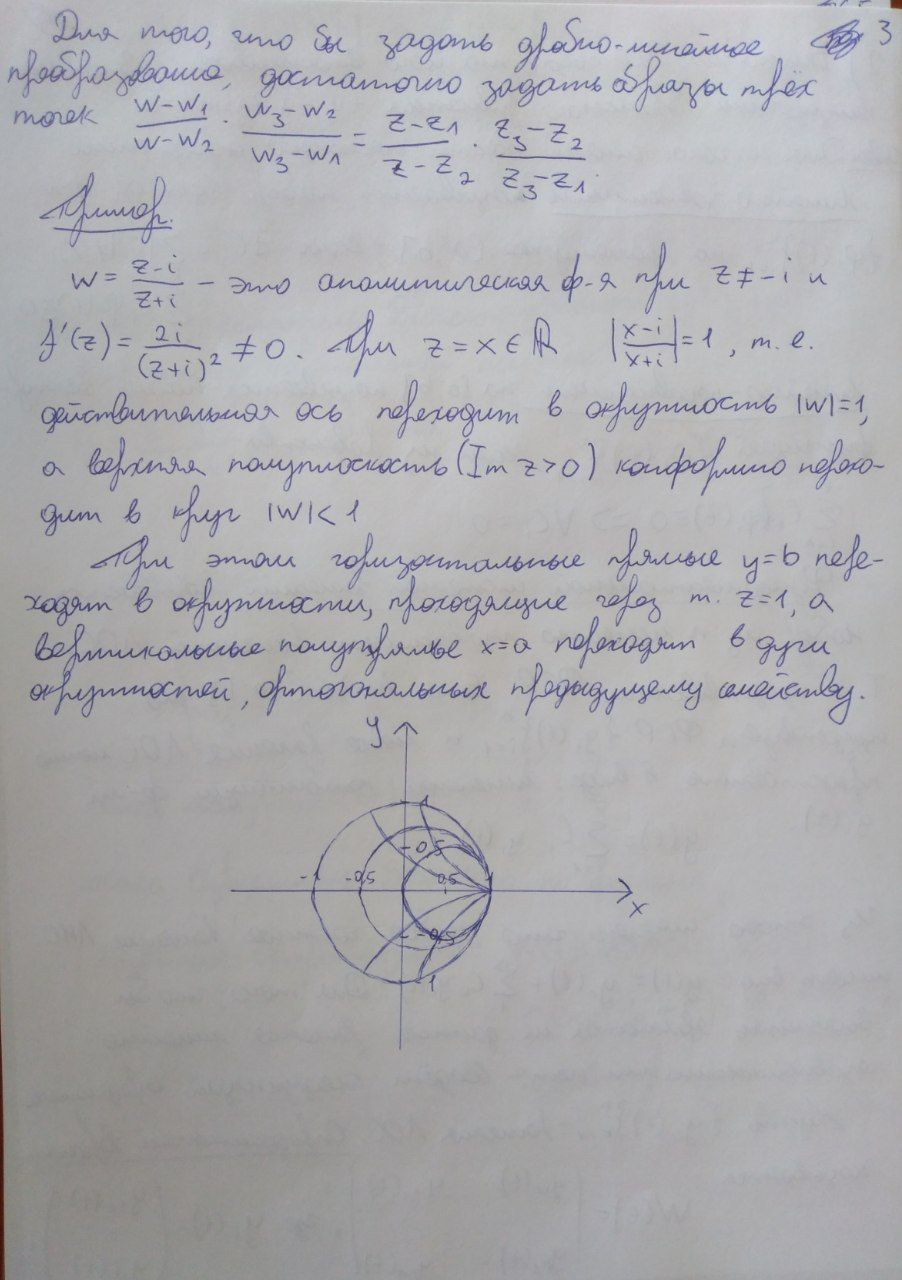 Для того, что бы задать дробно-линейное 3
преобразование, достаточно задать образы трёх
точек (w-w₁)/(w-w₂) · (w₃-w₂)/(w₃-w₁) = (z-z₁)/(z-z₂) · (z₃-z₂)/(z₃-z₁)
Пример.
w = (z-i)/(z+i) - это аналитическая ф-я при z ≠ -i и
f'(z) = 2i/(z+i)² ≠ 0. При z = x ∈ ℝ |(x-i)/(x+i)| = 1, т. е.
действительная ось переходит в окружность |w|=1,
а верхняя полуплоскость (Im z>0) конформно перехо-
дит в круг |w|<1
При этом горизонтальные прямые y=b пере-
ходят в окружности, проходящие через т. z=1, а
вертикальные полупрямые x=a переходят в дуги
окружностей, ортогональных предыдущему семейству.
y
1
-0,5
-1 -0,5 0,5 1
x
-0,5
-1